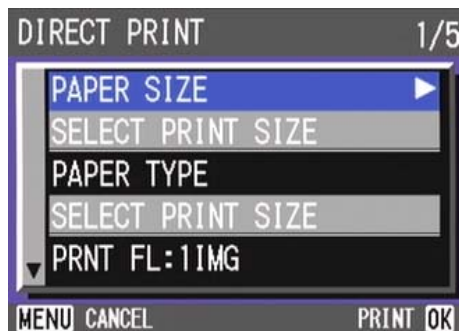 DIRECT PRINT 1/5
PAPER SIZE
SELECT PRINT SIZE
PAPER TYPE
SELECT PRINT SIZE
PRNT FL:1IMG
MENU CANCEL PRINT OK